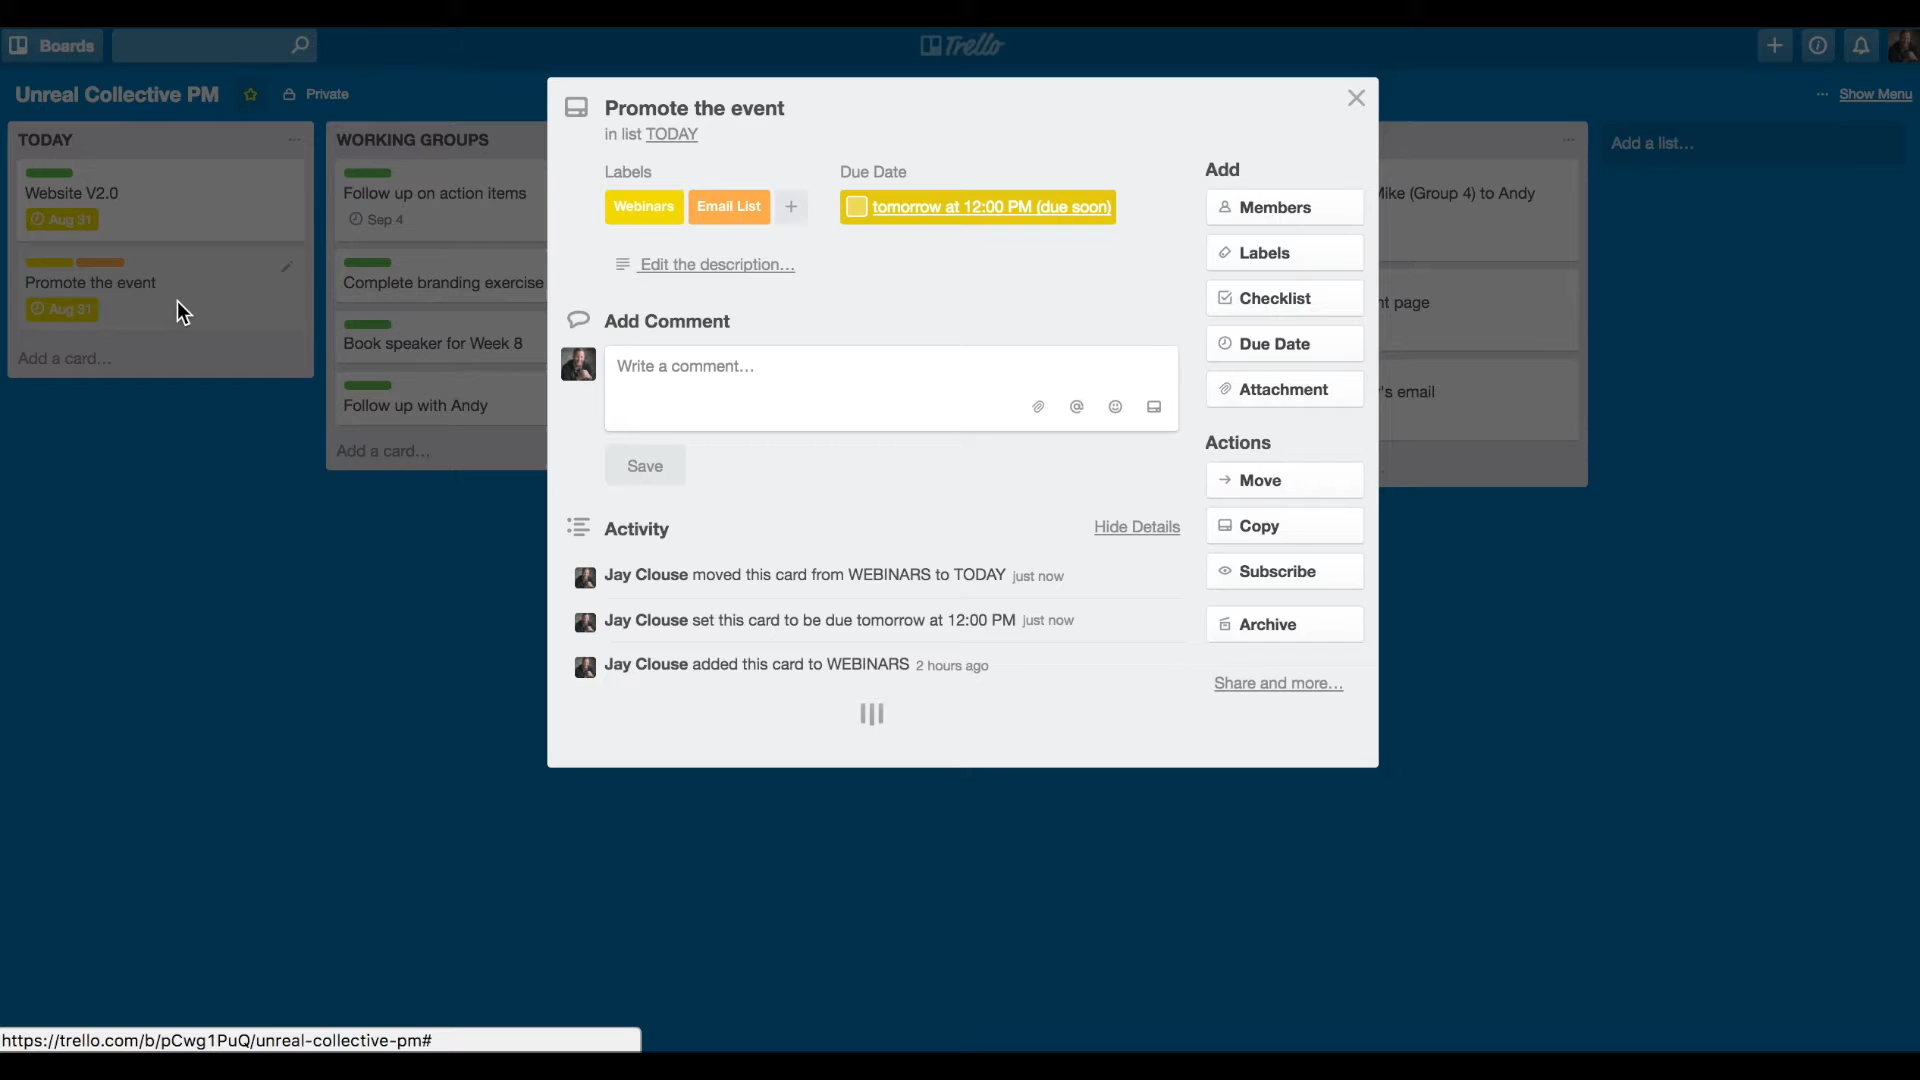 Boards
Trello
Unreal Collective PM
Private
... Show Menu
TODAY
Website V2.0
Aug 31
Promote the event
Aug 31
Add a card...
WORKING GROUPS
Follow up on action items
Sep 4
Complete branding exercise
Book speaker for Week 8
Follow up with Andy
Add a card...
Promote the event
in list TODAY
Labels
Webinars
Email List
+
Due Date
tomorrow at 12:00 PM (due soon)
Edit the description...
Add Comment
Write a comment...
Save
Activity
Hide Details
Jay Clouse moved this card from WEBINARS to TODAY just now
Jay Clouse set this card to be due tomorrow at 12:00 PM just now
Jay Clouse added this card to WEBINARS 2 hours ago
Add
Members
Labels
Checklist
Due Date
Attachment
Actions
Move
Copy
Subscribe
Archive
Share and more...
(Group 4) to Andy
page
's email
Add a list...
https://trello.com/b/pCwg1PuQ/unreal-collective-pm#